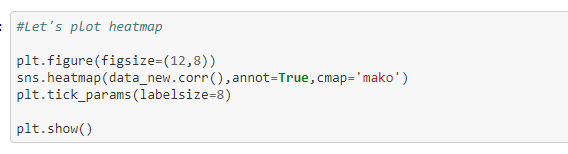 #Let's plot heatmap
plt.figure(figsize=(12,8))
sns.heatmap(data_new.corr(),annot=True,cmap='mako')
plt.tick_params(labelsize=8)
plt.show()